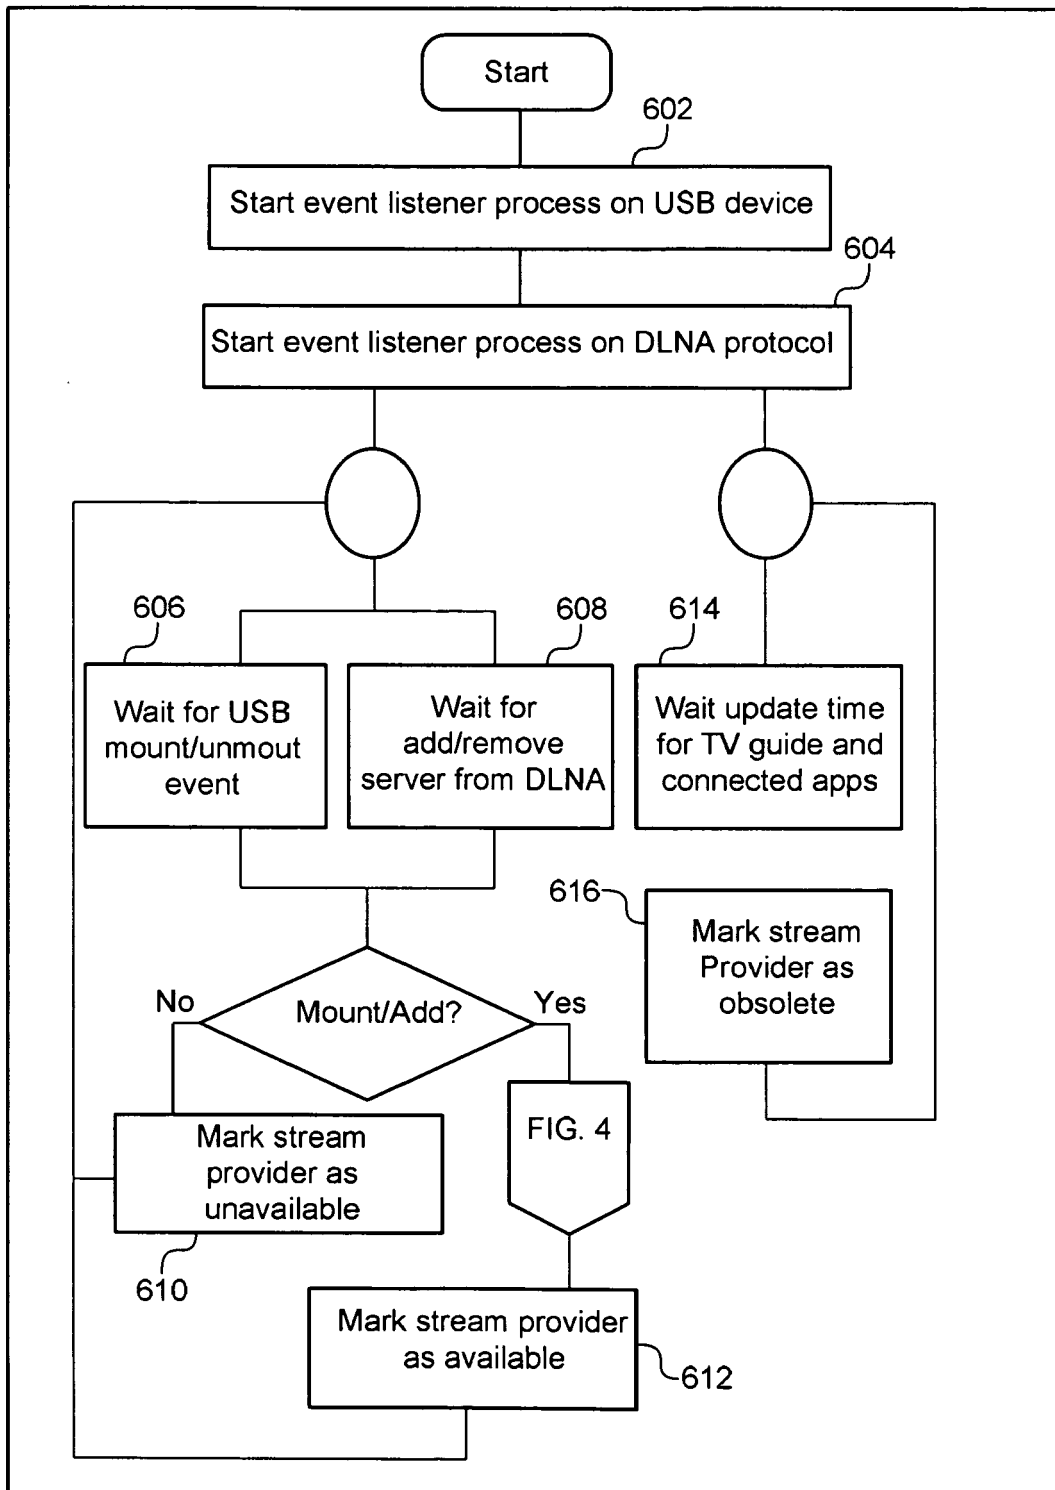 Start
602
Start event listener process on USB device
604
Start event listener process on DLNA protocol
606
608
614
Wait for USB
mount/unmout
event
Wait for
add/remove
server from DLNA
Wait update time
for TV guide and
connected apps
616
Mark stream
Provider as
obsolete
No
Mount/Add?
Yes
FIG. 4
Mark stream
provider as
unavailable
610
Mark stream provider
as available
612